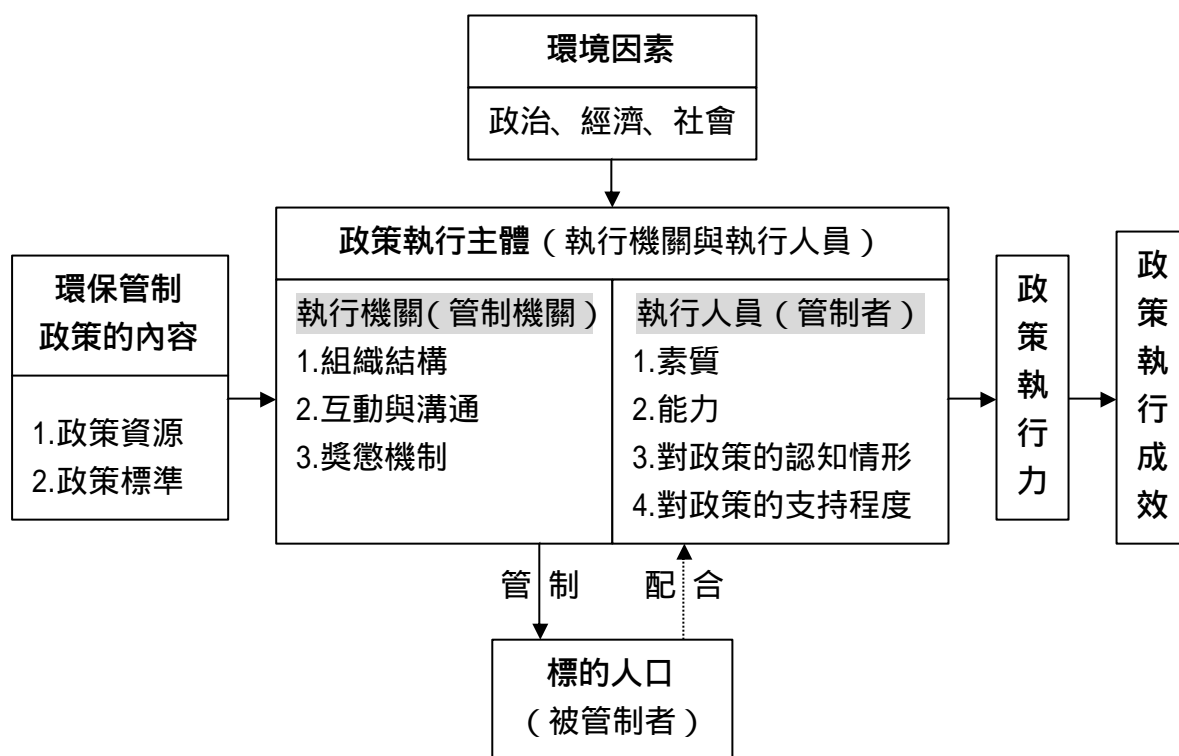 環境因素
政治、經濟、社會
環保管制
政策的內容
1.政策資源
2.政策標準
政策執行主體（執行機關與執行人員）
執行機關（管制機關）
1.組織結構
2.互動與溝通
3.獎懲機制
執行人員（管制者）
1.素質
2.能力
3.對政策的認知情形
4.對政策的支持程度
政策執行力
政策執行成效
管制
配合
標的人口
（被管制者）